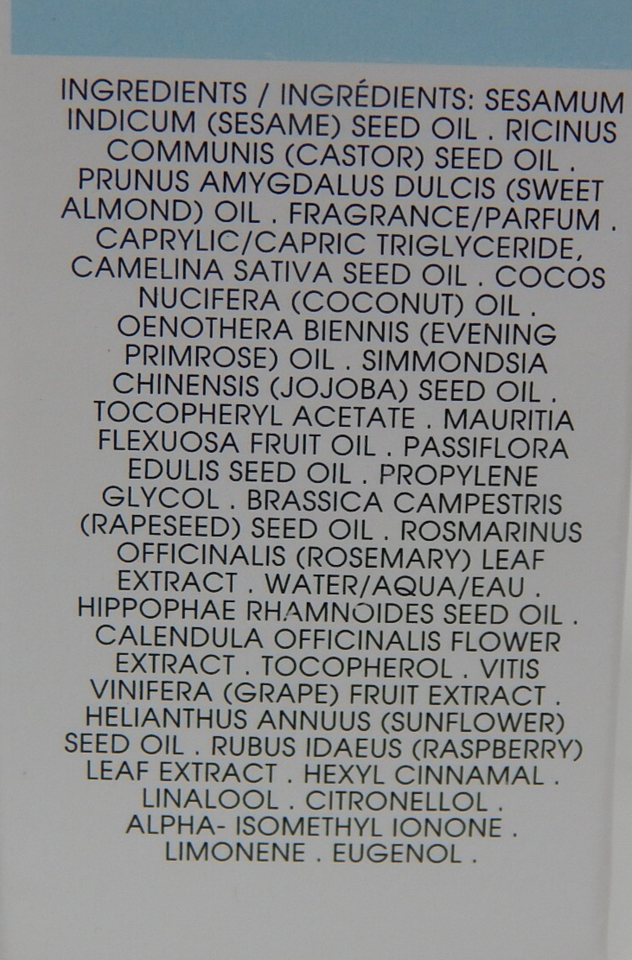 INGREDIENTS / INGRÉDIENTS: SESAMUM
INDICUM (SESAME) SEED OIL . RICINUS
COMMUNIS (CASTOR) SEED OIL .
PRUNUS AMYGDALUS DULCIS (SWEET
ALMOND) OIL . FRAGRANCE/PARFUM .
CAPRYLIC/CAPRIC TRIGLYCERIDE,
CAMELINA SATIVA SEED OIL . COCOS
NUCIFERA (COCONUT) OIL .
OENOTHERA BIENNIS (EVENING
PRIMROSE) OIL . SIMMONDSIA
CHINENSIS (JOJOBA) SEED OIL .
TOCOPHERYL ACETATE . MAURITIA
FLEXUOSA FRUIT OIL . PASSIFLORA
EDULIS SEED OIL . PROPYLENE
GLYCOL . BRASSICA CAMPESTRIS
(RAPESEED) SEED OIL . ROSMARINUS
OFFICINALIS (ROSEMARY) LEAF
EXTRACT . WATER/AQUA/EAU .
HIPPOPHAE RHAMNOIDES SEED OIL .
CALENDULA OFFICINALIS FLOWER
EXTRACT . TOCOPHEROL . VITIS
VINIFERA (GRAPE) FRUIT EXTRACT .
HELIANTHUS ANNUUS (SUNFLOWER)
SEED OIL . RUBUS IDAEUS (RASPBERRY)
LEAF EXTRACT . HEXYL CINNAMAL .
LINALOOL . CITRONELLOL .
ALPHA- ISOMETHYL IONONE .
LIMONENE . EUGENOL .